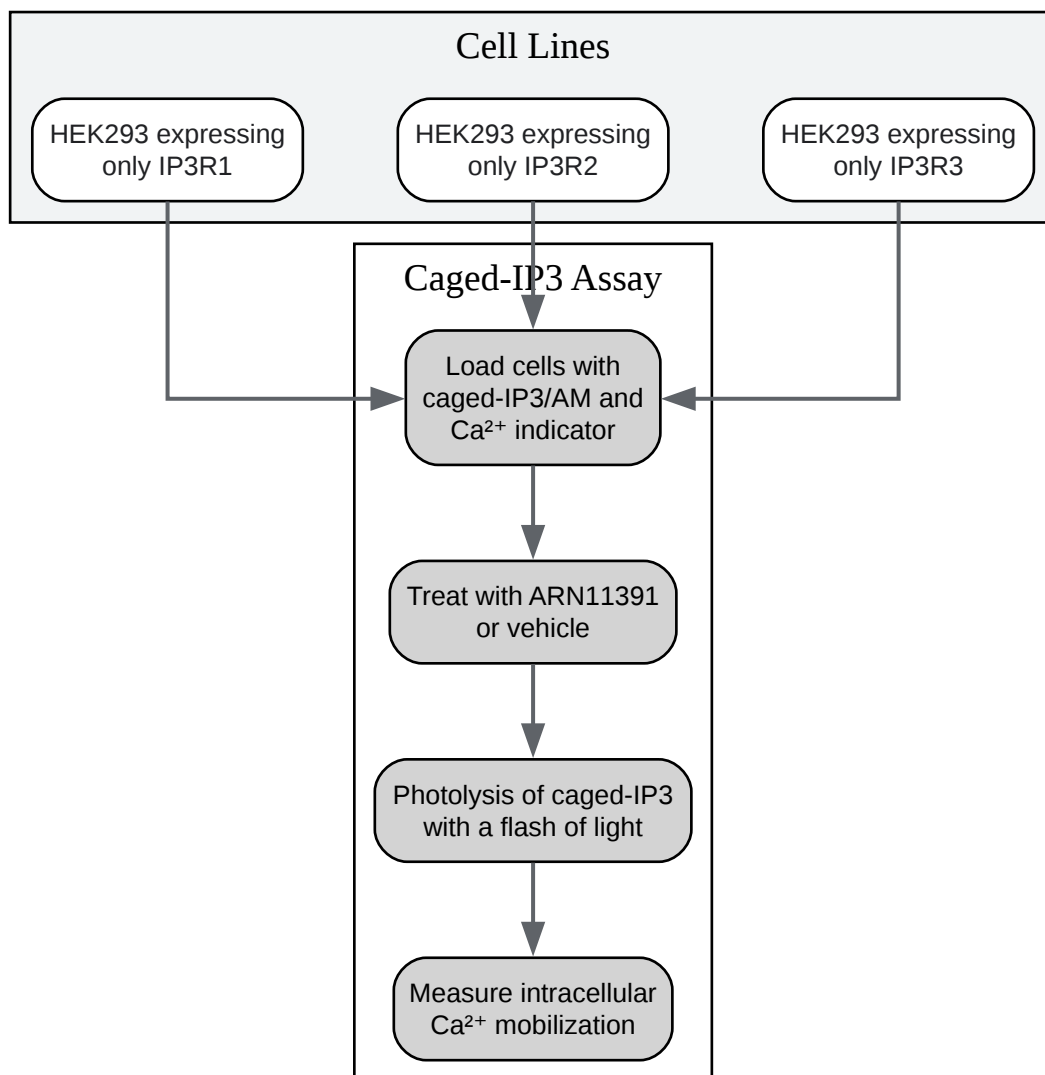 Cell Lines
HEK293 expressing
only IP3R1
HEK293 expressing
only IP3R2
HEK293 expressing
only IP3R3
Caged-IP3 Assay
Load cells with
caged-IP3/AM and
Ca²⁺ indicator
Treat with ARN11391
or vehicle
Photolysis of caged-IP3
with a flash of light
Measure intracellular
Ca²⁺ mobilization